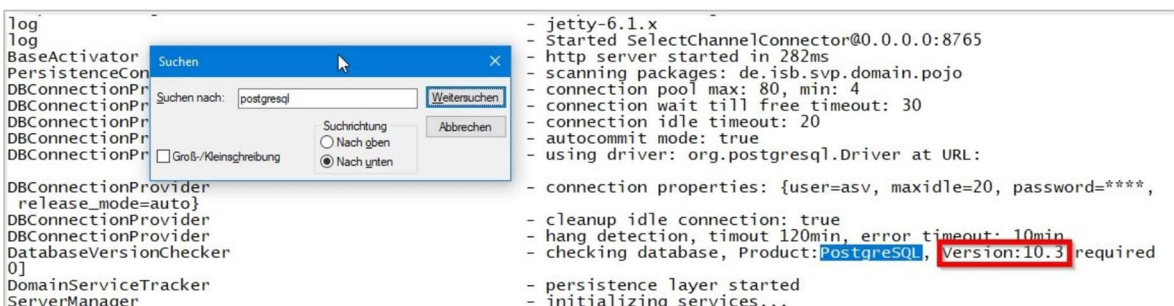 log - jetty-6.1.x
log - Started SelectChannelConnector@0.0.0.0:8765
BaseActivator - http server started in 282ms
PersistenceCon - scanning packages: de.isb.svp.domain.pojo
DBConnectionPr - connection pool max: 80, min: 4
DBConnectionPr - connection wait till free timeout: 30
DBConnectionPr - connection idle timeout: 20
DBConnectionPr - autocommit mode: true
DBConnectionPr - using driver: org.postgresql.Driver at URL:
Suchen
Suchen nach: postgresql Weitersuchen
Suchrichtung Abbrechen
Nach oben
Groß-/Kleinschreibung Nach unten
DBConnectionProvider - connection properties: {user=asv, maxidle=20, password=****,
release_mode=auto}
DBConnectionProvider - cleanup idle connection: true
DBConnectionProvider - hang detection, timout 120min, error timeout: 10min
DatabaseVersionChecker - checking database, Product:PostgreSQL, Version:10.3 required
0]
DomainServiceTracker - persistence layer started
ServerManager - initializing services...